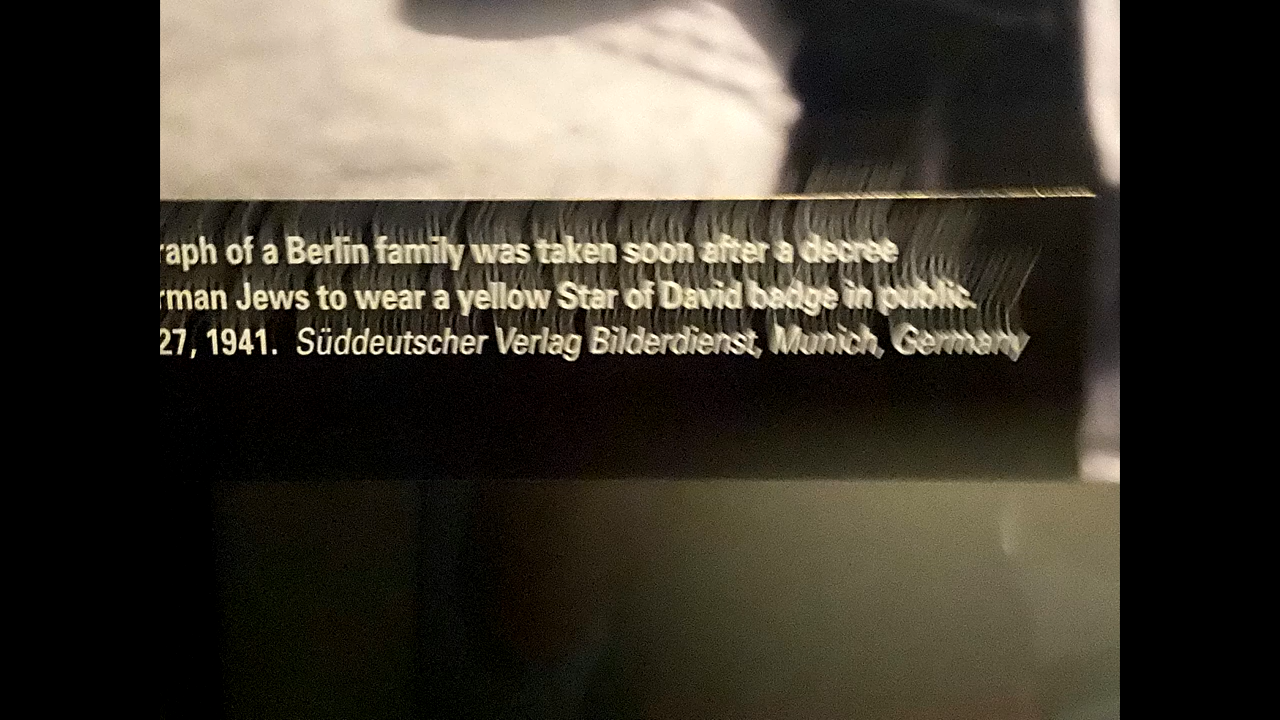 raph of a Berlin family was taken soon after a decree
rman Jews to wear a yellow Star of David badge in public.
27, 1941. Süddeutscher Verlag Bilderdienst, Munich, Germany